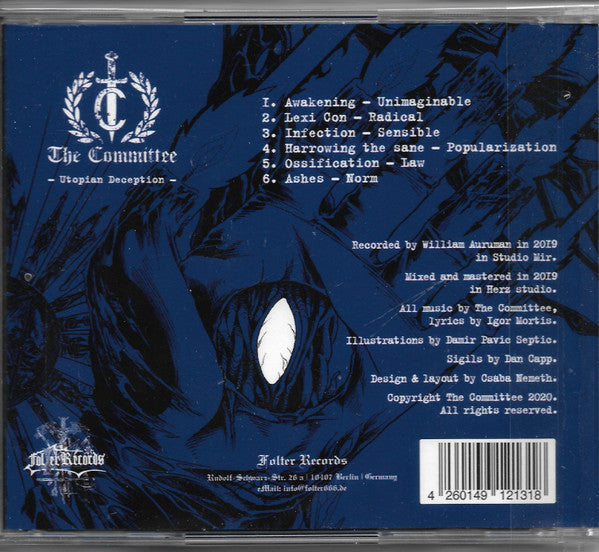 The Committee
- Utopian Deception -
1. Awakening – Unimaginable
2. Lexi Con – Radical
3. Infection – Sensible
4. Harrowing the sane – Popularization
5. Ossification – Law
6. Ashes – Norm
Recorded by William Auruman in 2019
in Studio Mir.
Mixed and mastered in 2019
in Herz studio.
All music by The Committee,
lyrics by Igor Mortis.
Illustrations by Damir Pavic Septic.
Sigils by Dan Capp.
Design & layout by Csaba Nemeth.
Copyright The Committee 2020.
All rights reserved.
Folter Records
Folter Records
Rudolf-Schwarz-Str. 26 a | 10407 Berlin | Germany
eMail: info@folter666.de
4 260149 121318